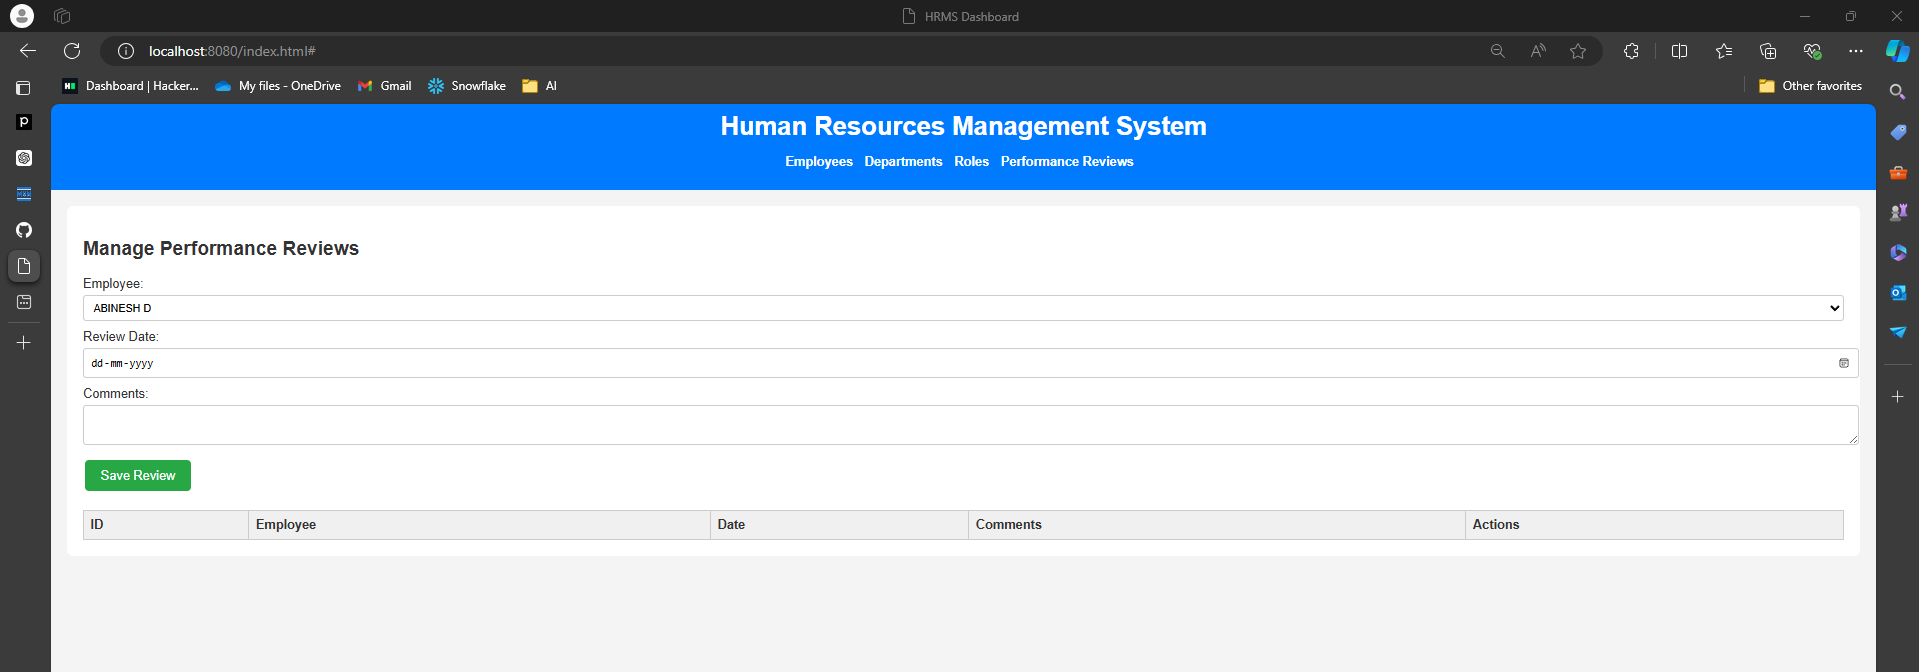 HRMS Dashboard
localhost:8080/index.html#
Dashboard | Hacker... My files - OneDrive Gmail Snowflake AI Other favorites
Human Resources Management System
Employees Departments Roles Performance Reviews
Manage Performance Reviews
Employee:
ABINESH D
Review Date:
dd-mm-yyyy
Comments:
Save Review
ID Employee Date Comments Actions